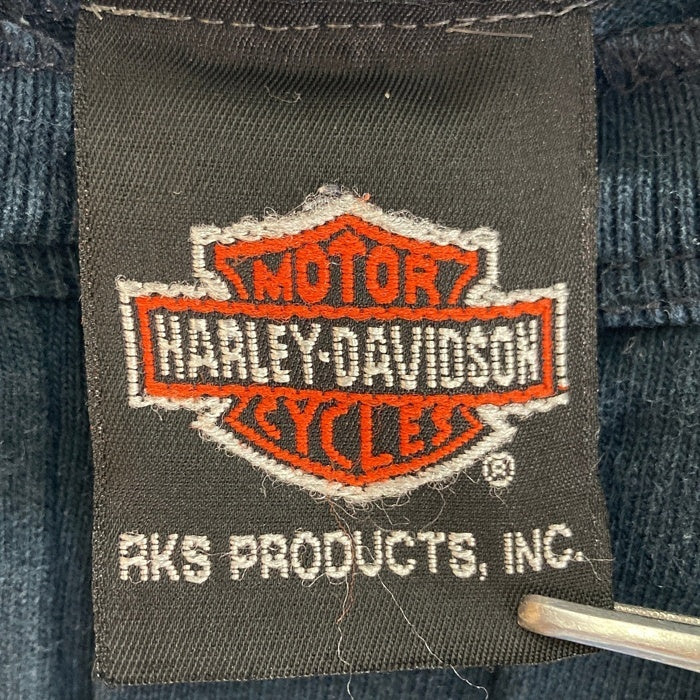 MOTOR
HARLEY-DAVIDSON
CYCLES
®
RKS PRODUCTS, INC.